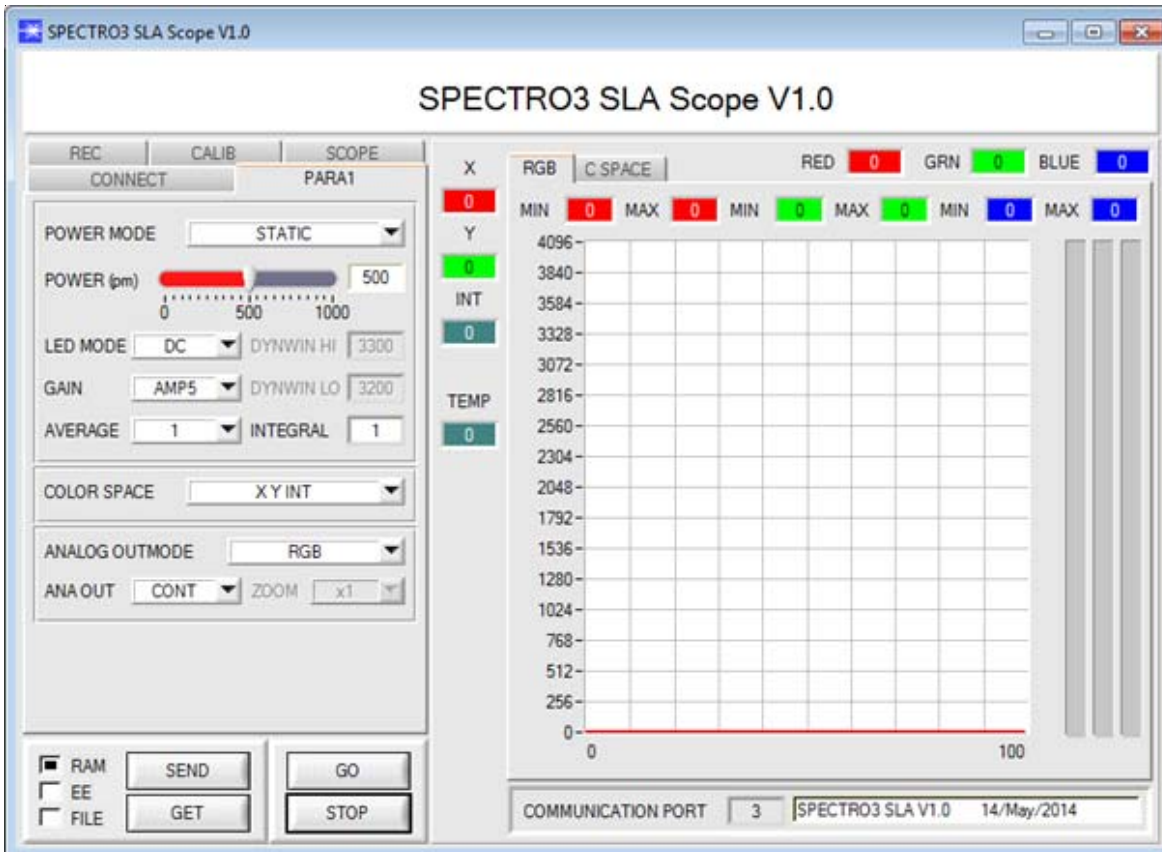 SPECTRO3 SLA Scope V1.0
SPECTRO3 SLA Scope V1.0
REC CALIB SCOPE
CONNECT PARA1
POWER MODE STATIC
POWER (pm) 500
0 500 1000
LED MODE DC DYNWIN HI 3300
GAIN AMP5 DYNWIN LO 3200
AVERAGE 1 INTEGRAL 1
COLOR SPACE X Y INT
ANALOG OUTMODE RGB
ANA OUT CONT ZOOM x1
RAM
EE
FILE
SEND
GET
GO
STOP
X
0
Y
0
INT
0
TEMP
0
RGB C SPACE RED 0 GRN 0 BLUE 0
MIN 0 MAX 0 MIN 0 MAX 0 MIN 0 MAX 0
4096
3840
3584
3328
3072
2816
2560
2304
2048
1792
1536
1280
1024
768
512
256
0
0 100
COMMUNICATION PORT 3 SPECTRO3 SLA V1.0 14/May/2014